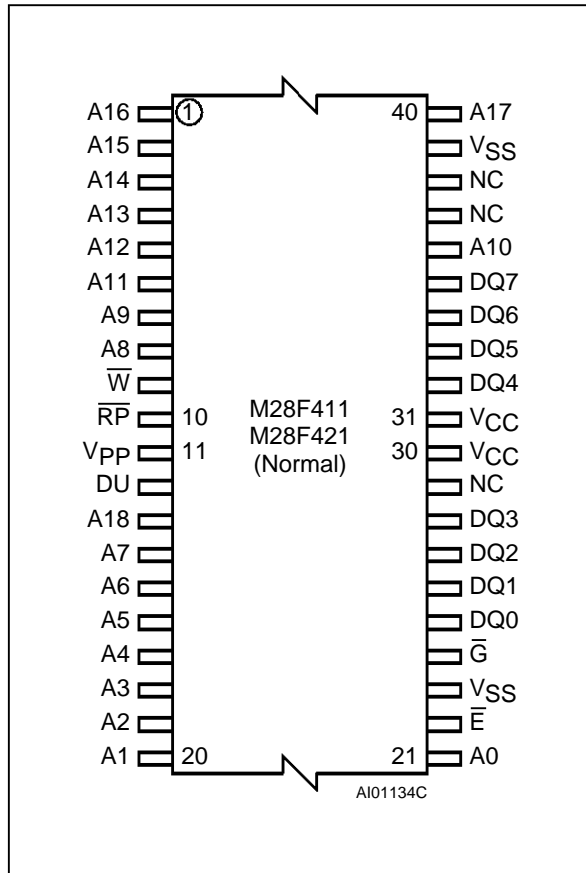 A16 ① 40 A17
A15 VSS
A14 NC
A13 NC
A12 A10
A11 DQ7
A9 DQ6
A8 DQ5
W̅ DQ4
R̅P̅ 10 M28F411 31 VCC
VPP 11 M28F421 30 VCC
DU (Normal) NC
A18 DQ3
A7 DQ2
A6 DQ1
A5 DQ0
A4 G̅
A3 VSS
A2 E̅
A1 20 21 A0
AI01134C